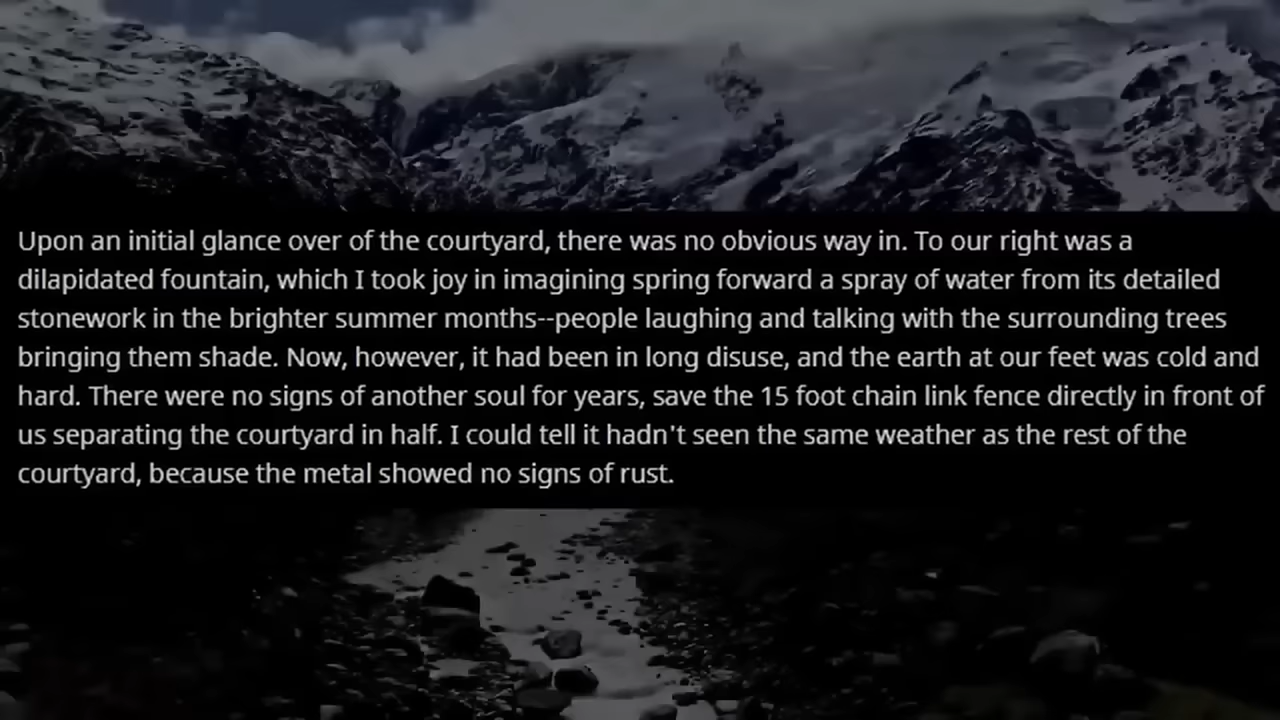 Upon an initial glance over of the courtyard, there was no obvious way in. To our right was a
dilapidated fountain, which I took joy in imagining spring forward a spray of water from its detailed
stonework in the brighter summer months--people laughing and talking with the surrounding trees
bringing them shade. Now, however, it had been in long disuse, and the earth at our feet was cold and
hard. There were no signs of another soul for years, save the 15 foot chain link fence directly in front of
us separating the courtyard in half. I could tell it hadn't seen the same weather as the rest of the
courtyard, because the metal showed no signs of rust.